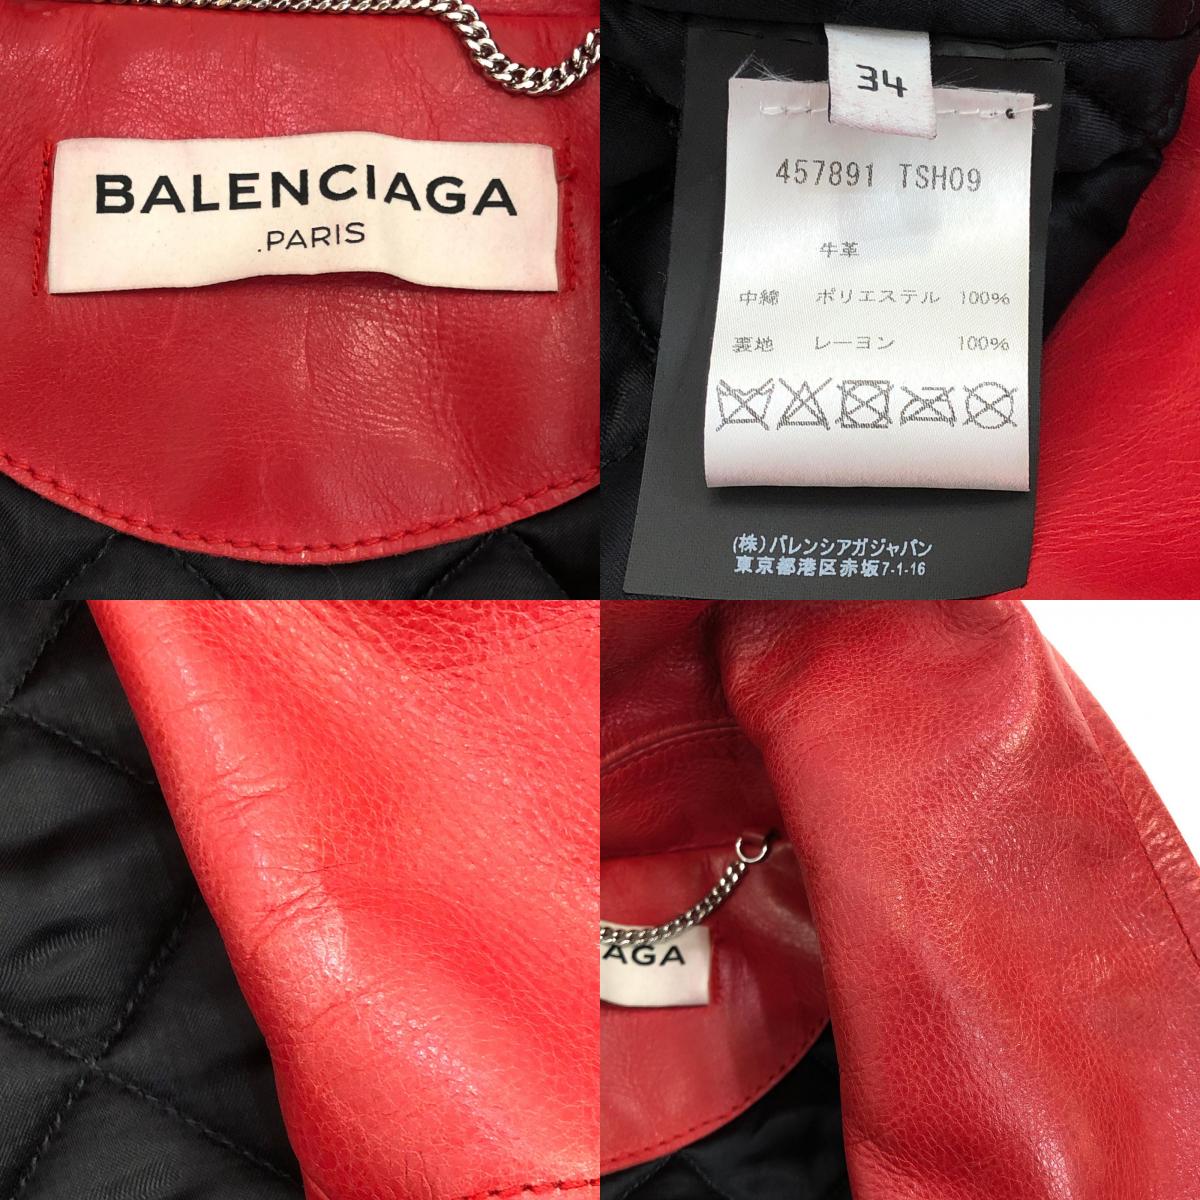 BALENCIAGA
.PARIS
34
457891 TSH09
牛革
中綿 ポリエステル 100%
裏地 レーヨン 100%
(株)バレンシアガジャパン
東京都港区赤坂7-1-16
AGA